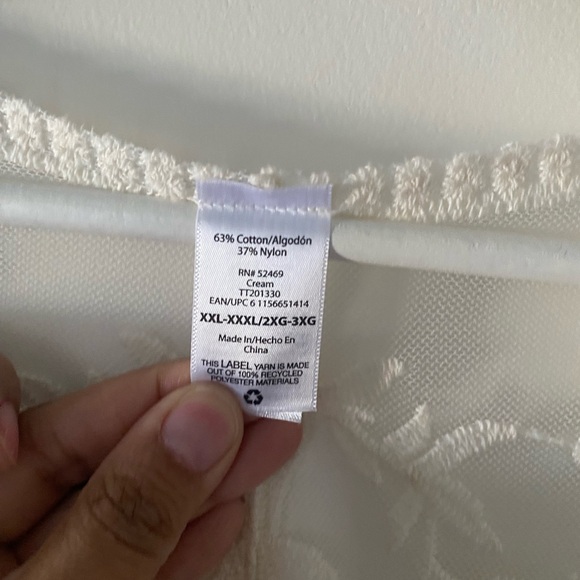 63% Cotton/Algodón
37% Nylon
RN# 52469
Cream
TT201330
EAN/UPC 6 1156651414
XXL-XXXL/2XG-3XG
Made In/Hecho En
China
THIS LABEL YARN IS MADE
OUT OF 100% RECYCLED
POLYESTER MATERIALS